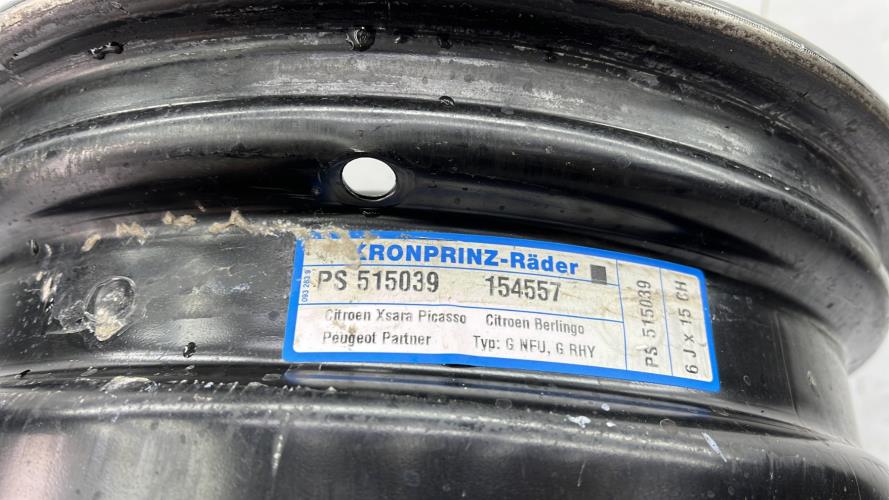 KRONPRINZ-Räder
PS 515039 154557
Citroen Xsara Picasso Citroen Berlingo
Peugeot Partner Typ: G NFU, G RHY
PS 515039
6 J x 15 CH